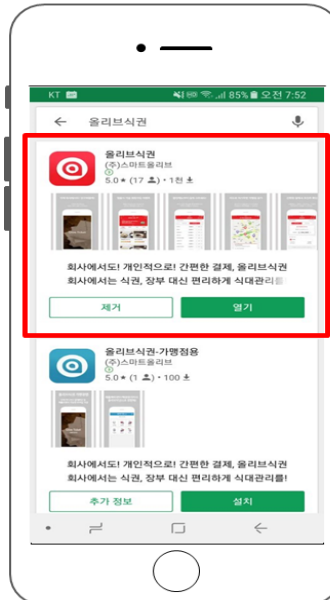 KT 85% 오전 7:52
올리브식권
올리브식권
(주)스마트올리브
5.0 ★ (17 ) • 1천
회사에서도! 개인적으로! 간편한 결제, 올리브식권
회사에서는 식권, 장부 대신 편리하게 식대관리를
제거 열기
올리브식권-가맹점용
(주)스마트올리브
5.0 ★ (1 ) • 100
회사에서도! 개인적으로! 간편한 결제, 올리브식권
회사에서는 식권, 장부 대신 편리하게 식대관리를!
추가 정보 설치